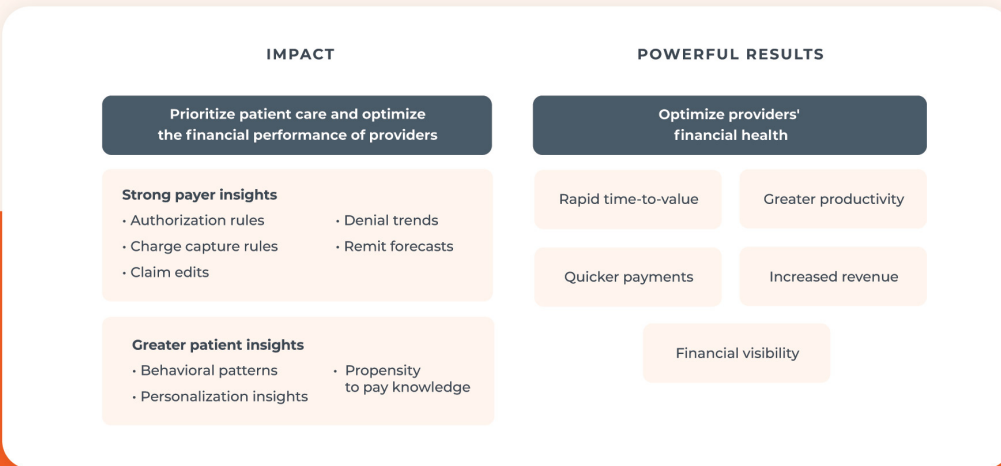 IMPACT
Prioritize patient care and optimize
the financial performance of providers
Strong payer insights
• Authorization rules
• Charge capture rules
• Claim edits
• Denial trends
• Remit forecasts
Greater patient insights
• Behavioral patterns
• Personalization insights
• Propensity
to pay knowledge
POWERFUL RESULTS
Optimize providers'
financial health
Rapid time-to-value
Greater productivity
Quicker payments
Increased revenue
Financial visibility